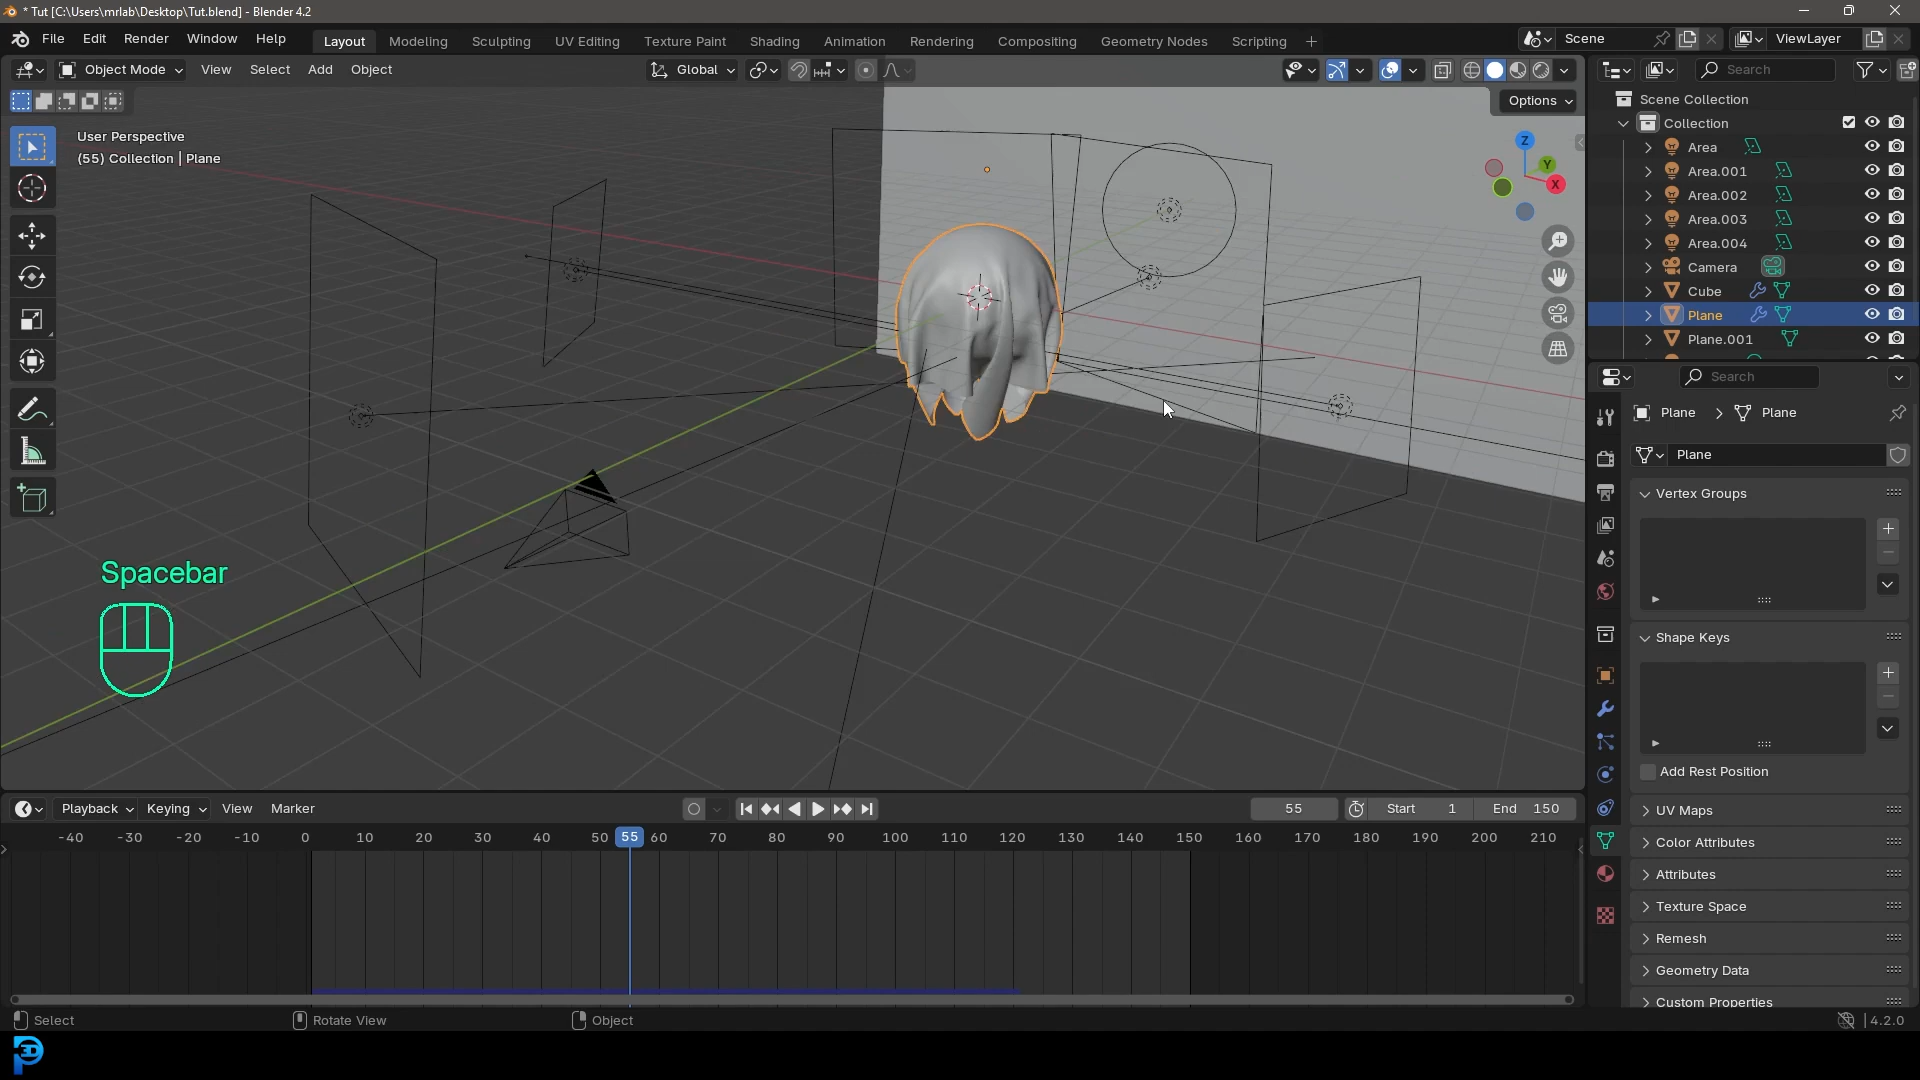 * Tut [C:\Users\mrlab\Desktop\Tut.blend] - Blender 4.2
File Edit Render Window Help Layout Modeling Sculpting UV Editing Texture Paint Shading Animation Rendering Compositing Geometry Nodes Scripting + Scene ViewLayer
Object Mode View Select Add Object Global Search
Options
User Perspective
(55) Collection | Plane
Z
Y
X
Scene Collection
Collection
Area
Area.001
Area.002
Area.003
Area.004
Camera
Cube
Plane
Plane.001
Search
Plane > Plane
Plane
Vertex Groups
Shape Keys
Add Rest Position
UV Maps
Color Attributes
Attributes
Texture Space
Remesh
Geometry Data
Custom Properties
Spacebar
Playback Keying View Marker 55 Start 1 End 150
-40 -30 -20 -10 0 10 20 30 40 50 55 60 70 80 90 100 110 120 130 140 150 160 170 180 190 200 210
Select Rotate View Object 4.2.0